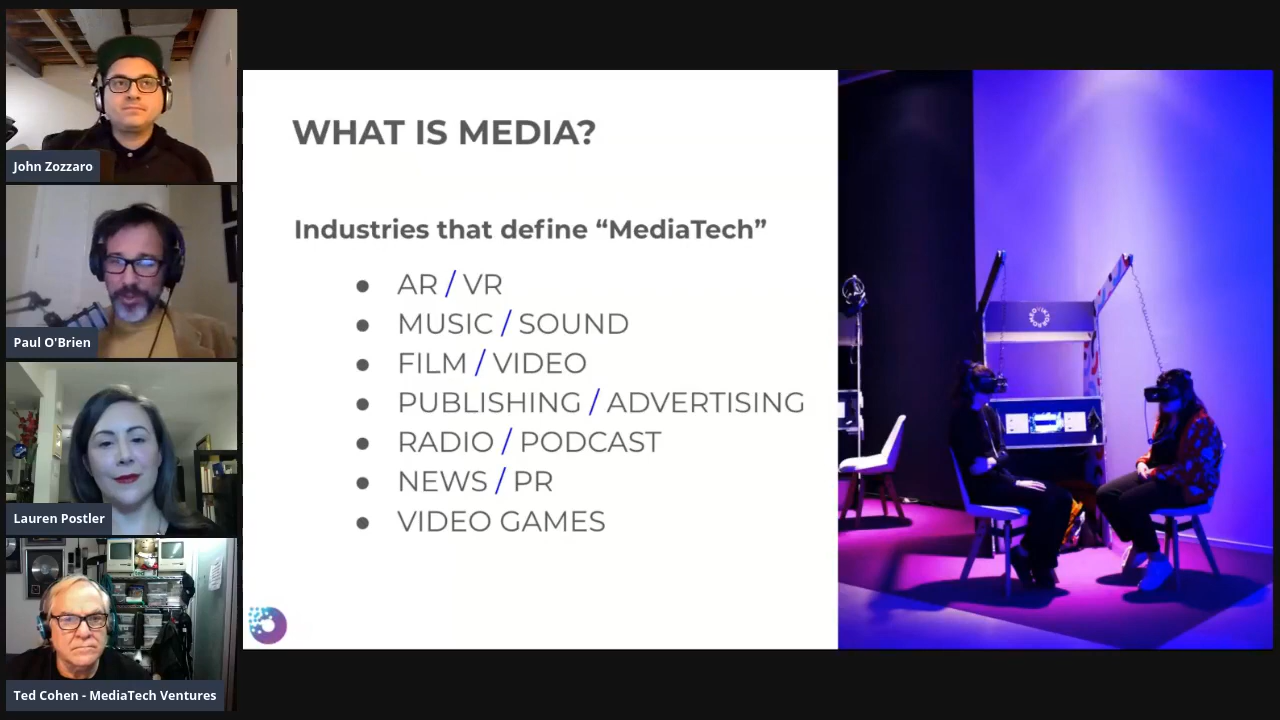 John Zozzaro
Paul O'Brien
Lauren Postler
Ted Cohen - MediaTech Ventures
WHAT IS MEDIA?
Industries that define “MediaTech”
● AR / VR
● MUSIC / SOUND
● FILM / VIDEO
● PUBLISHING / ADVERTISING
● RADIO / PODCAST
● NEWS / PR
● VIDEO GAMES